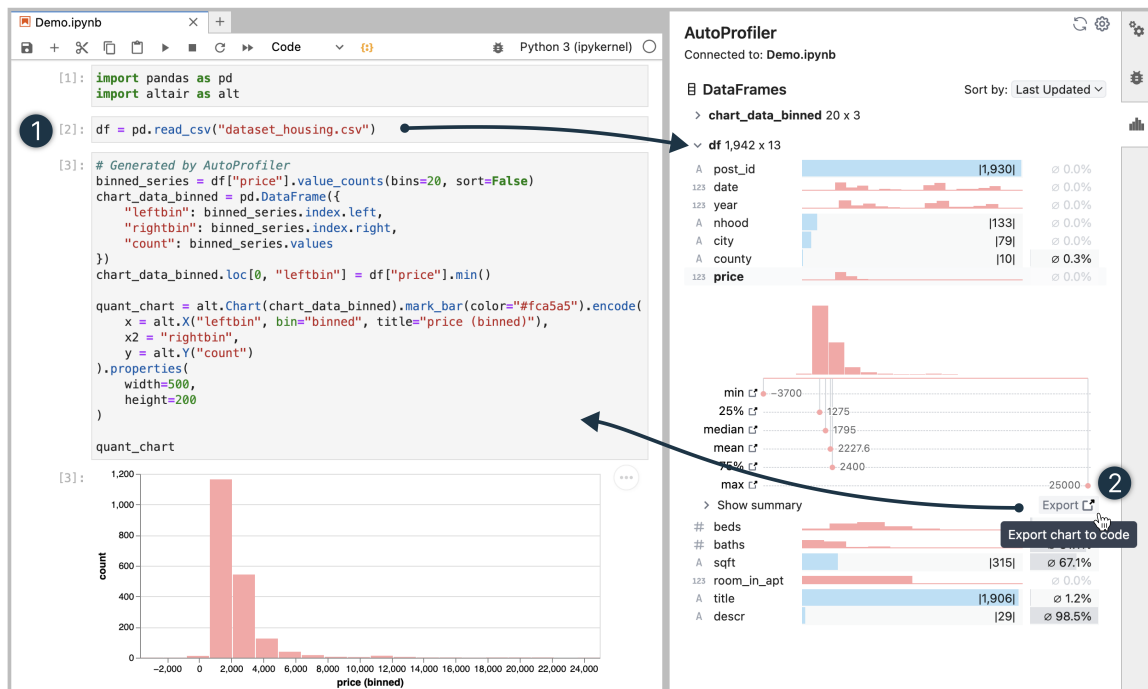 Demo.ipynb
Code
Python 3 (ipykernel)
[1]:
import pandas as pd
import altair as alt
1
[2]:
df = pd.read_csv("dataset_housing.csv")
[3]:
# Generated by AutoProfiler
binned_series = df["price"].value_counts(bins=20, sort=False)
chart_data_binned = pd.DataFrame({
"leftbin": binned_series.index.left,
"rightbin": binned_series.index.right,
"count": binned_series.values
})
chart_data_binned.loc[0, "leftbin"] = df["price"].min()
quant_chart = alt.Chart(chart_data_binned).mark_bar(color="#fca5a5").encode(
x = alt.X("leftbin", bin="binned", title="price (binned)"),
x2 = "rightbin",
y = alt.Y("count")
).properties(
width=500,
height=200
)
quant_chart
[3]:
1,200
1,000
800
600
400
200
0
count
−2,000 0 2,000 4,000 6,000 8,000 10,000 12,000 14,000 16,000 18,000 20,000 22,000 24,000
price (binned)
AutoProfiler
Connected to: Demo.ipynb
DataFrames
Sort by: Last Updated
chart_data_binned 20 x 3
df 1,942 x 13
A post_id |1,930| ∅ 0.0%
123 date ∅ 0.0%
123 year ∅ 0.0%
A nhood |133| ∅ 0.0%
A city |79| ∅ 0.0%
A county |10| ∅ 0.3%
123 price ∅ 0.0%
min −3700
25% 1275
median 1795
mean 2227.6
75% 2400
max 25000
2
Show summary
Export
# beds
Export chart to code
# baths
A sqft |315| ∅ 67.1%
123 room_in_apt ∅ 0.0%
A title |1,906| ∅ 1.2%
A descr |29| ∅ 98.5%